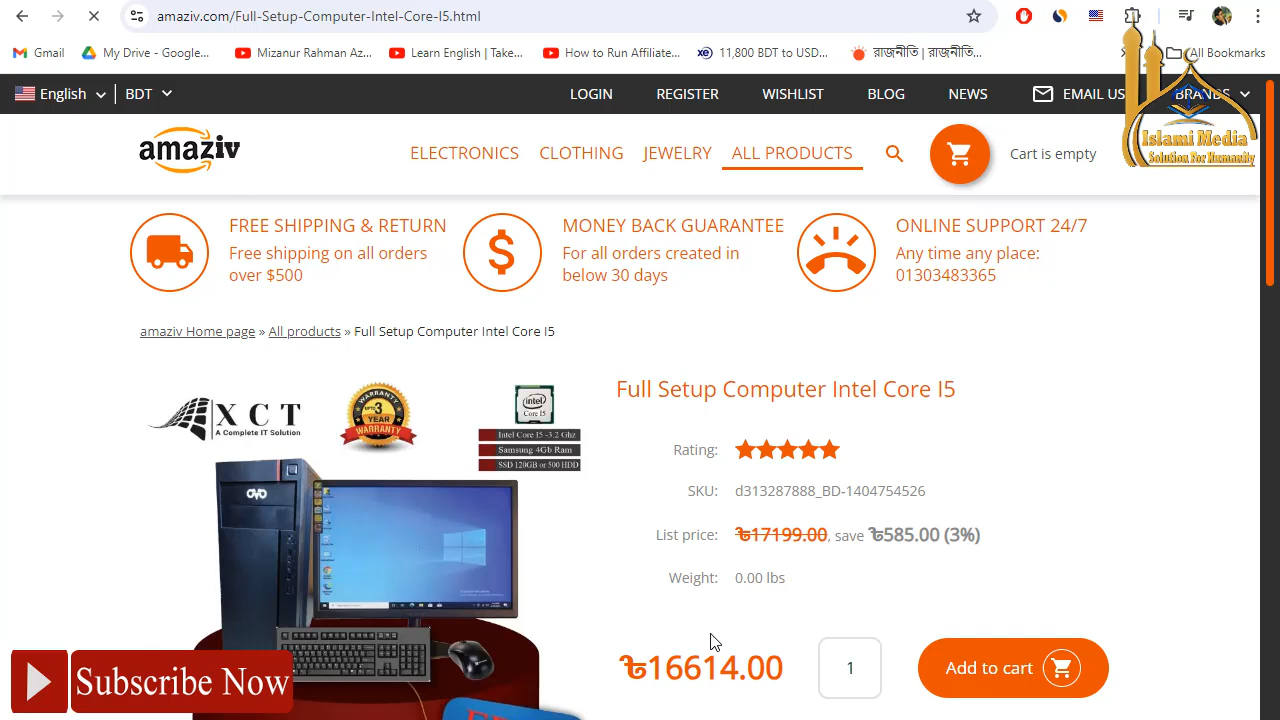 amaziv.com/Full-Setup-Computer-Intel-Core-I5.html
Gmail
My Drive - Google...
Mizanur Rahman Az...
Learn English | Take...
How to Run Affiliate...
xe
11,800 BDT to USD...
রাজনীতি | রাজনীতি...
All Bookmarks
English
BDT
LOGIN
REGISTER
WISHLIST
BLOG
NEWS
EMAIL US
BRANDS
Islami Media
Solution For Humanity
amaziv
ELECTRONICS
CLOTHING
JEWELRY
ALL PRODUCTS
Cart is empty
FREE SHIPPING & RETURN
Free shipping on all orders
over $500
MONEY BACK GUARANTEE
For all orders created in
below 30 days
ONLINE SUPPORT 24/7
Any time any place:
01303483365
amaziv Home page » All products » Full Setup Computer Intel Core I5
XCT
A Complete IT Solution
WARRANTY
3
YEAR
WARRANTY
intel
Core I5
Intel Core I5 -3.2 Ghz
Samsung 4Gb Ram
SSD 120GB or 500 HDD
OVO
Full Setup Computer Intel Core I5
Rating:
SKU: d313287888_BD-1404754526
List price: ৳17199.00, save ৳585.00 (3%)
Weight: 0.00 lbs
৳16614.00
1
Add to cart
Subscribe Now